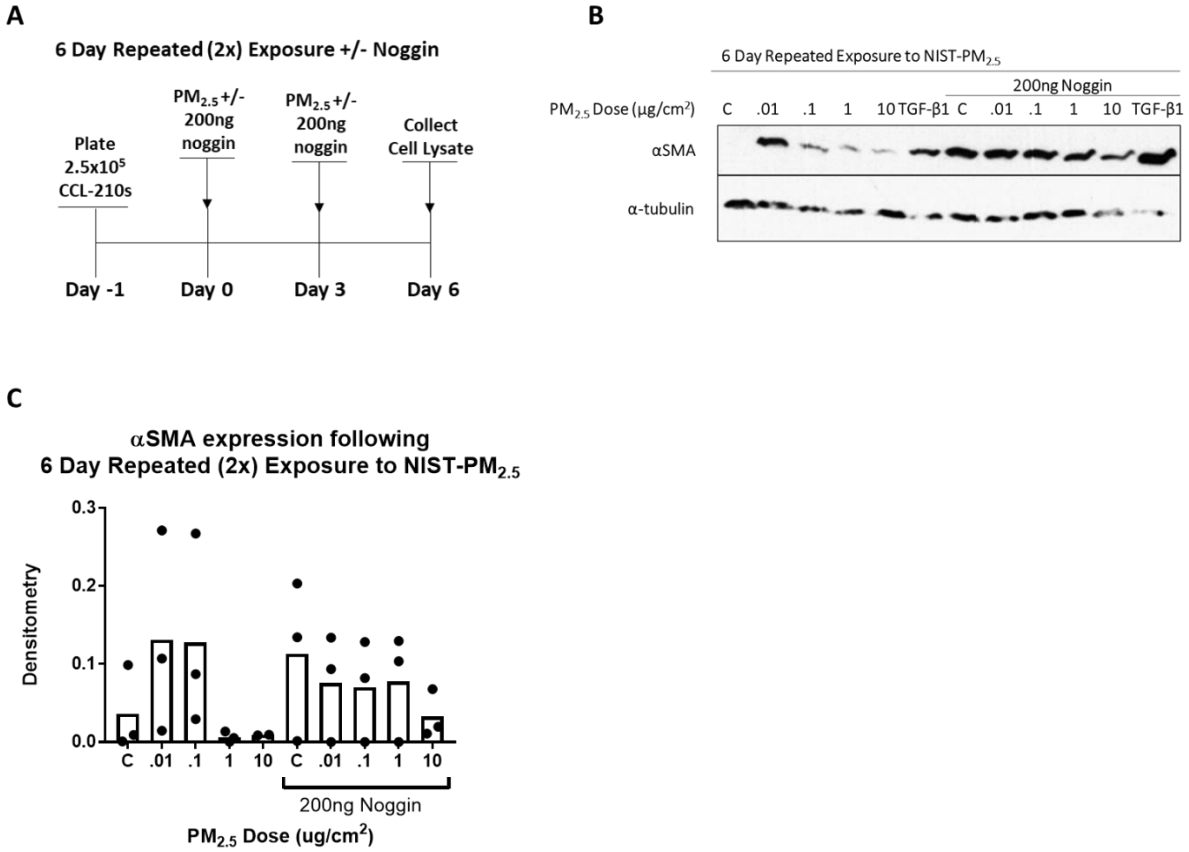 A
6 Day Repeated (2x) Exposure +/- Noggin
Plate
2.5x10⁵
CCL-210s
PM₂.₅ +/-
200ng
noggin
PM₂.₅ +/-
200ng
noggin
Collect
Cell Lysate
Day -1 Day 0 Day 3 Day 6
B
6 Day Repeated Exposure to NIST-PM₂.₅
200ng Noggin
PM₂.₅ Dose (µg/cm²) C .01 .1 1 10 TGF-β1 C .01 .1 1 10 TGF-β1
αSMA
α-tubulin
C
αSMA expression following
6 Day Repeated (2x) Exposure to NIST-PM₂.₅
Densitometry
0.3
0.2
0.1
0.0
C .01 .1 1 10 C .01 .1 1 10
200ng Noggin
PM₂.₅ Dose (ug/cm²)